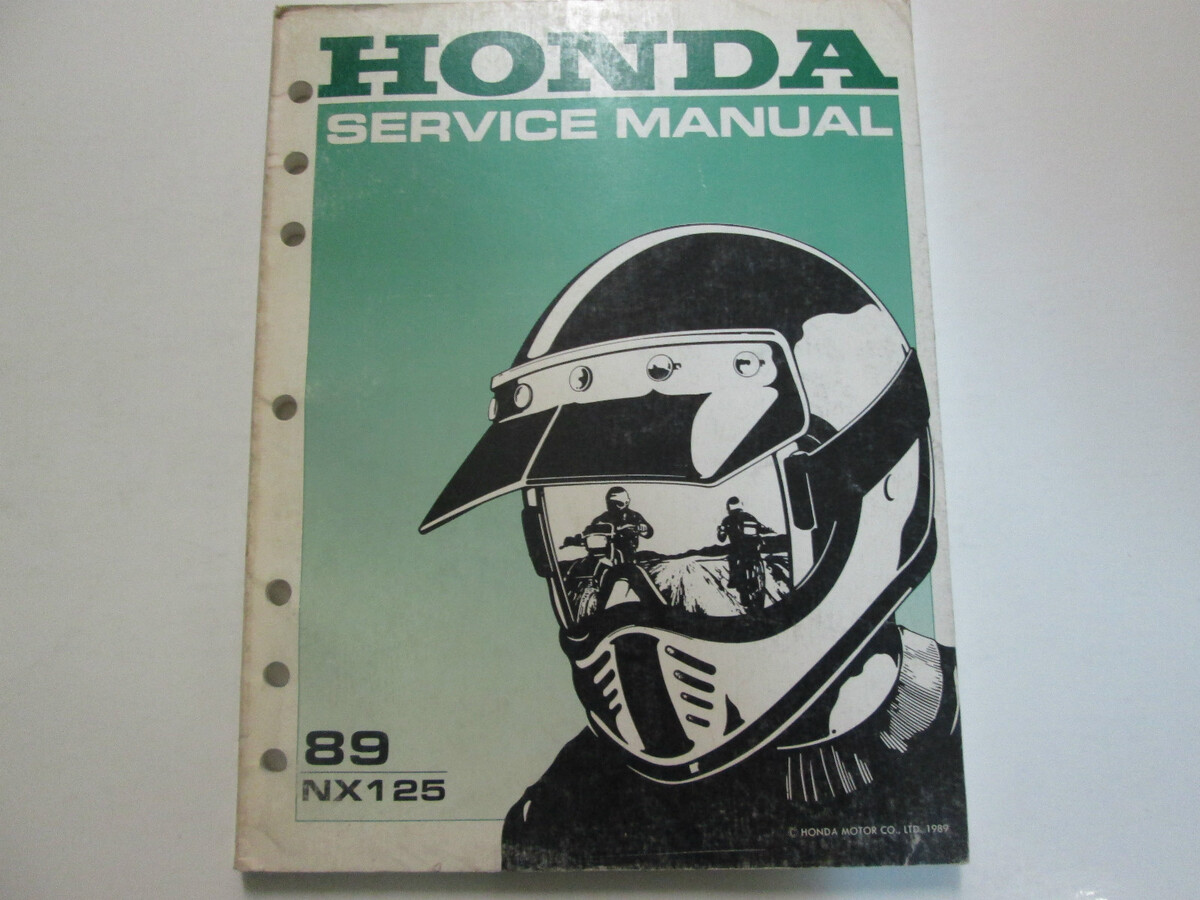 HONDA
SERVICE MANUAL
89
NX125
© HONDA MOTOR CO., LTD. 1989